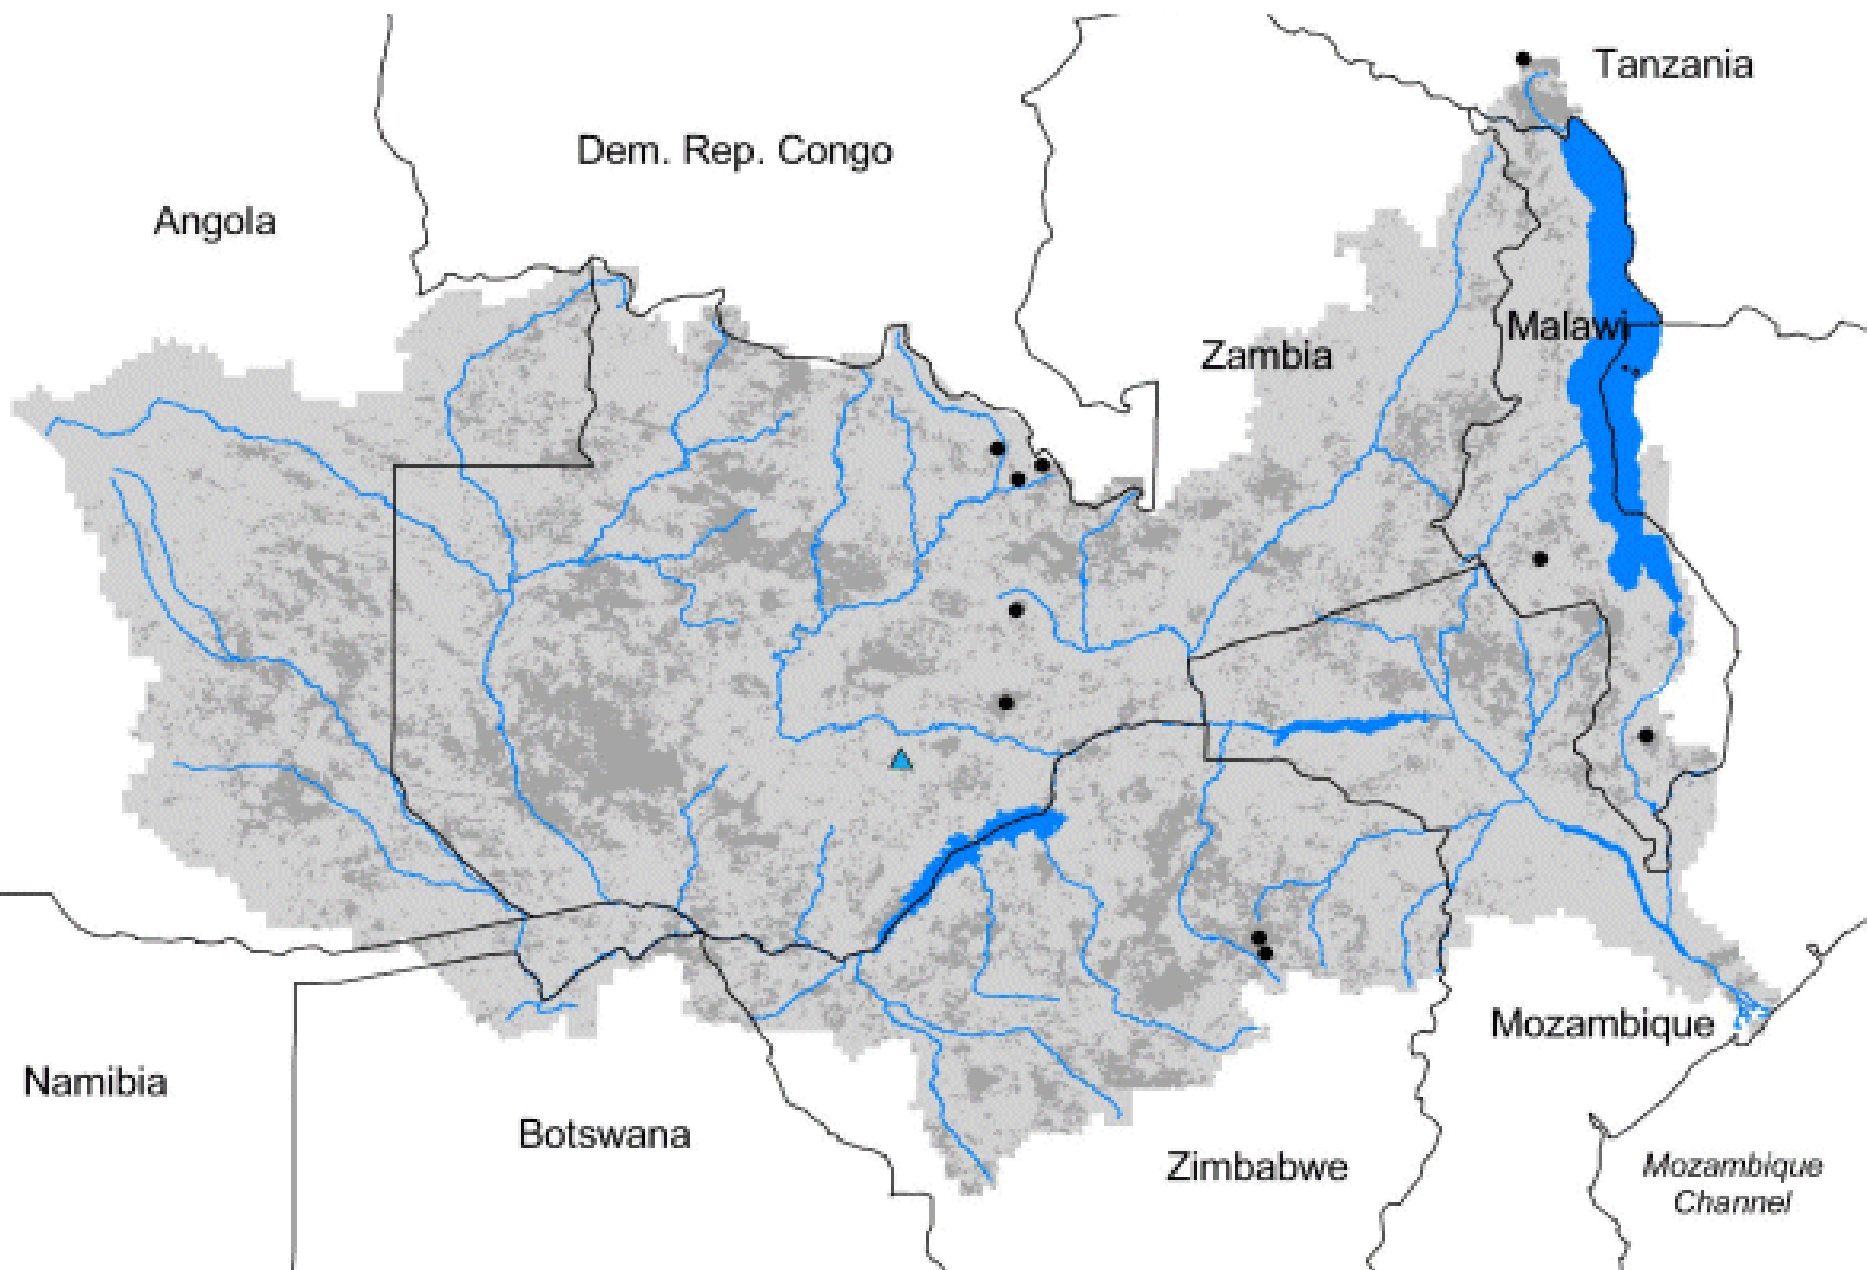 Tanzania
Dem. Rep. Congo
Angola
Malawi
Zambia
Mozambique
Namibia
Botswana
Zimbabwe
Mozambique
Channel